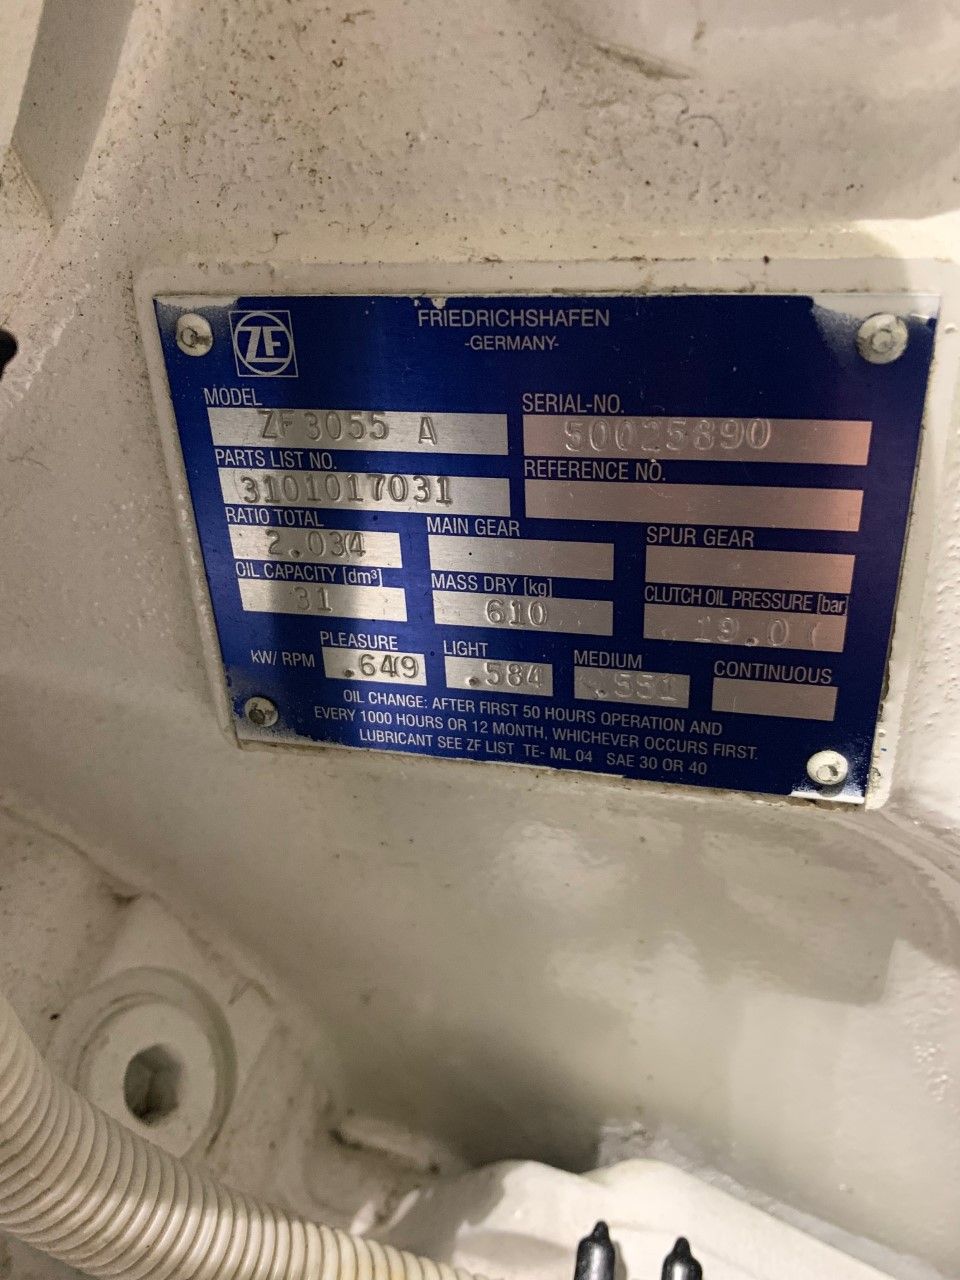 ZF
FRIEDRICHSHAFEN
-GERMANY-
MODEL
ZF 3055 A
SERIAL-NO.
50025890
PARTS LIST NO.
3101017031
REFERENCE NO.
RATIO TOTAL
2.034
MAIN GEAR
SPUR GEAR
OIL CAPACITY [dm³]
31
MASS DRY [kg]
610
CLUTCH OIL PRESSURE [bar]
19.0
kW/ RPM
PLEASURE
.649
LIGHT
.584
MEDIUM
.551
CONTINUOUS
OIL CHANGE: AFTER FIRST 50 HOURS OPERATION AND
EVERY 1000 HOURS OR 12 MONTH, WHICHEVER OCCURS FIRST.
LUBRICANT SEE ZF LIST TE- ML 04 SAE 30 OR 40